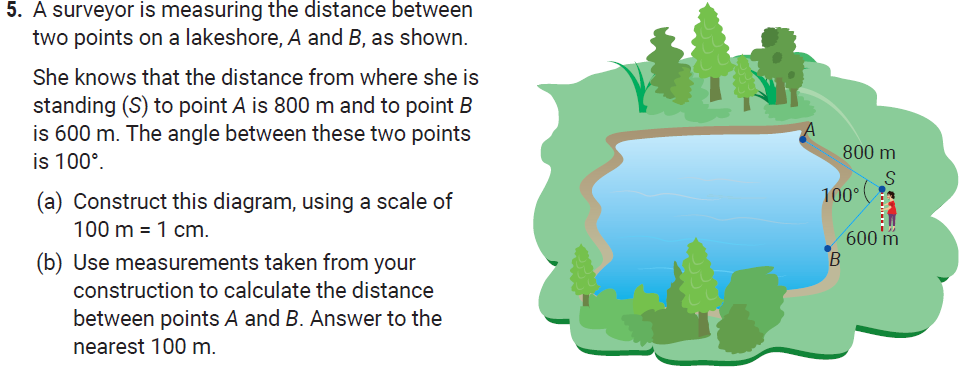 5. A surveyor is measuring the distance between
two points on a lakeshore, A and B, as shown.
She knows that the distance from where she is
standing (S) to point A is 800 m and to point B
is 600 m. The angle between these two points
is 100°.
(a) Construct this diagram, using a scale of
100 m = 1 cm.
(b) Use measurements taken from your
construction to calculate the distance
between points A and B. Answer to the
nearest 100 m.
A
800 m
S
100°
600 m
B